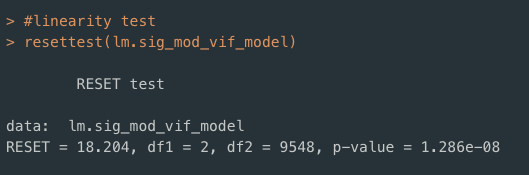 > #linearity test
> resettest(lm.sig_mod_vif_model)
RESET test
data:  lm.sig_mod_vif_model
RESET = 18.204, df1 = 2, df2 = 9548, p-value = 1.286e-08